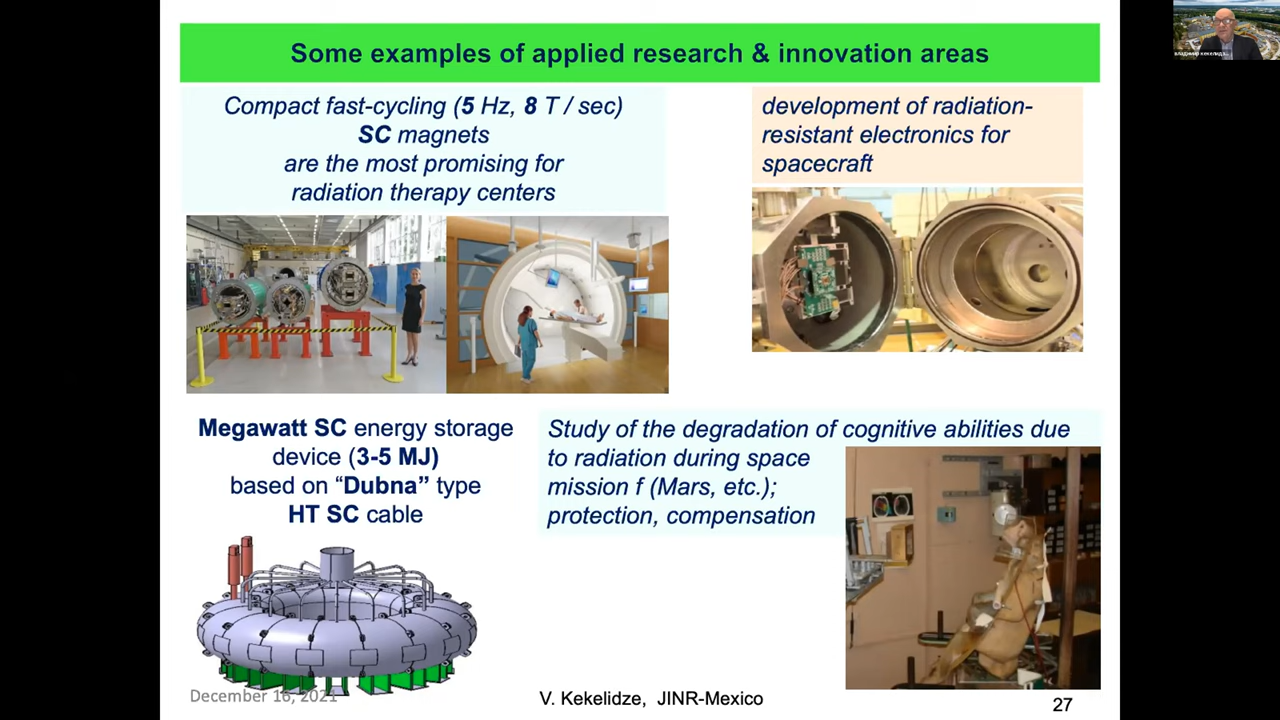 Some examples of applied research & innovation areas
Compact fast-cycling (5 Hz, 8 T / sec)
SC magnets
are the most promising for
radiation therapy centers
development of radiation-
resistant electronics for
spacecraft
Megawatt SC energy storage
device (3-5 MJ)
based on “Dubna” type
HT SC cable
Study of the degradation of cognitive abilities due
to radiation during space
mission f (Mars, etc.);
protection, compensation
December 16, 2021
V. Kekelidze, JINR-Mexico
27